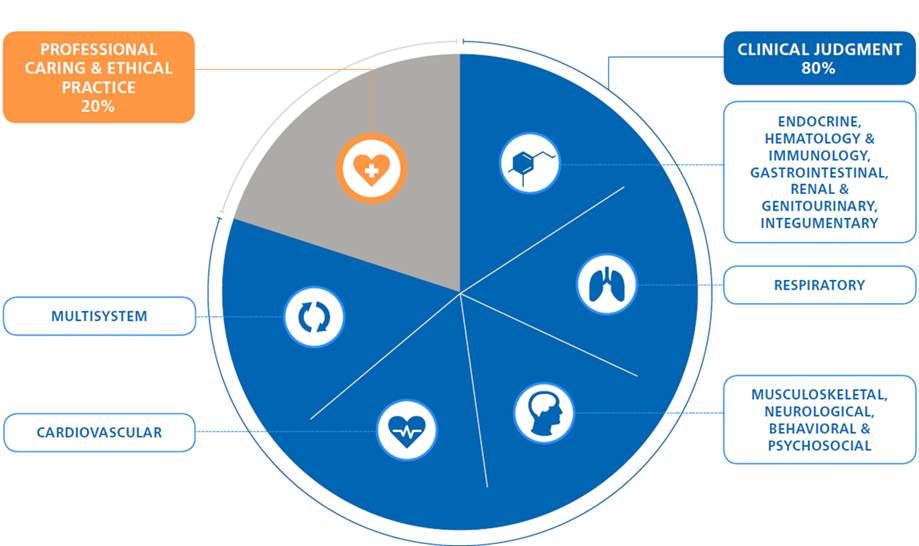 PROFESSIONAL
CARING & ETHICAL
PRACTICE
20%
CLINICAL JUDGMENT
80%
ENDOCRINE,
HEMATOLOGY &
IMMUNOLOGY,
GASTROINTESTINAL,
RENAL &
GENITOURINARY,
INTEGUMENTARY
RESPIRATORY
MULTISYSTEM
MUSCULOSKELETAL,
NEUROLOGICAL,
BEHAVIORAL &
PSYCHOSOCIAL
CARDIOVASCULAR